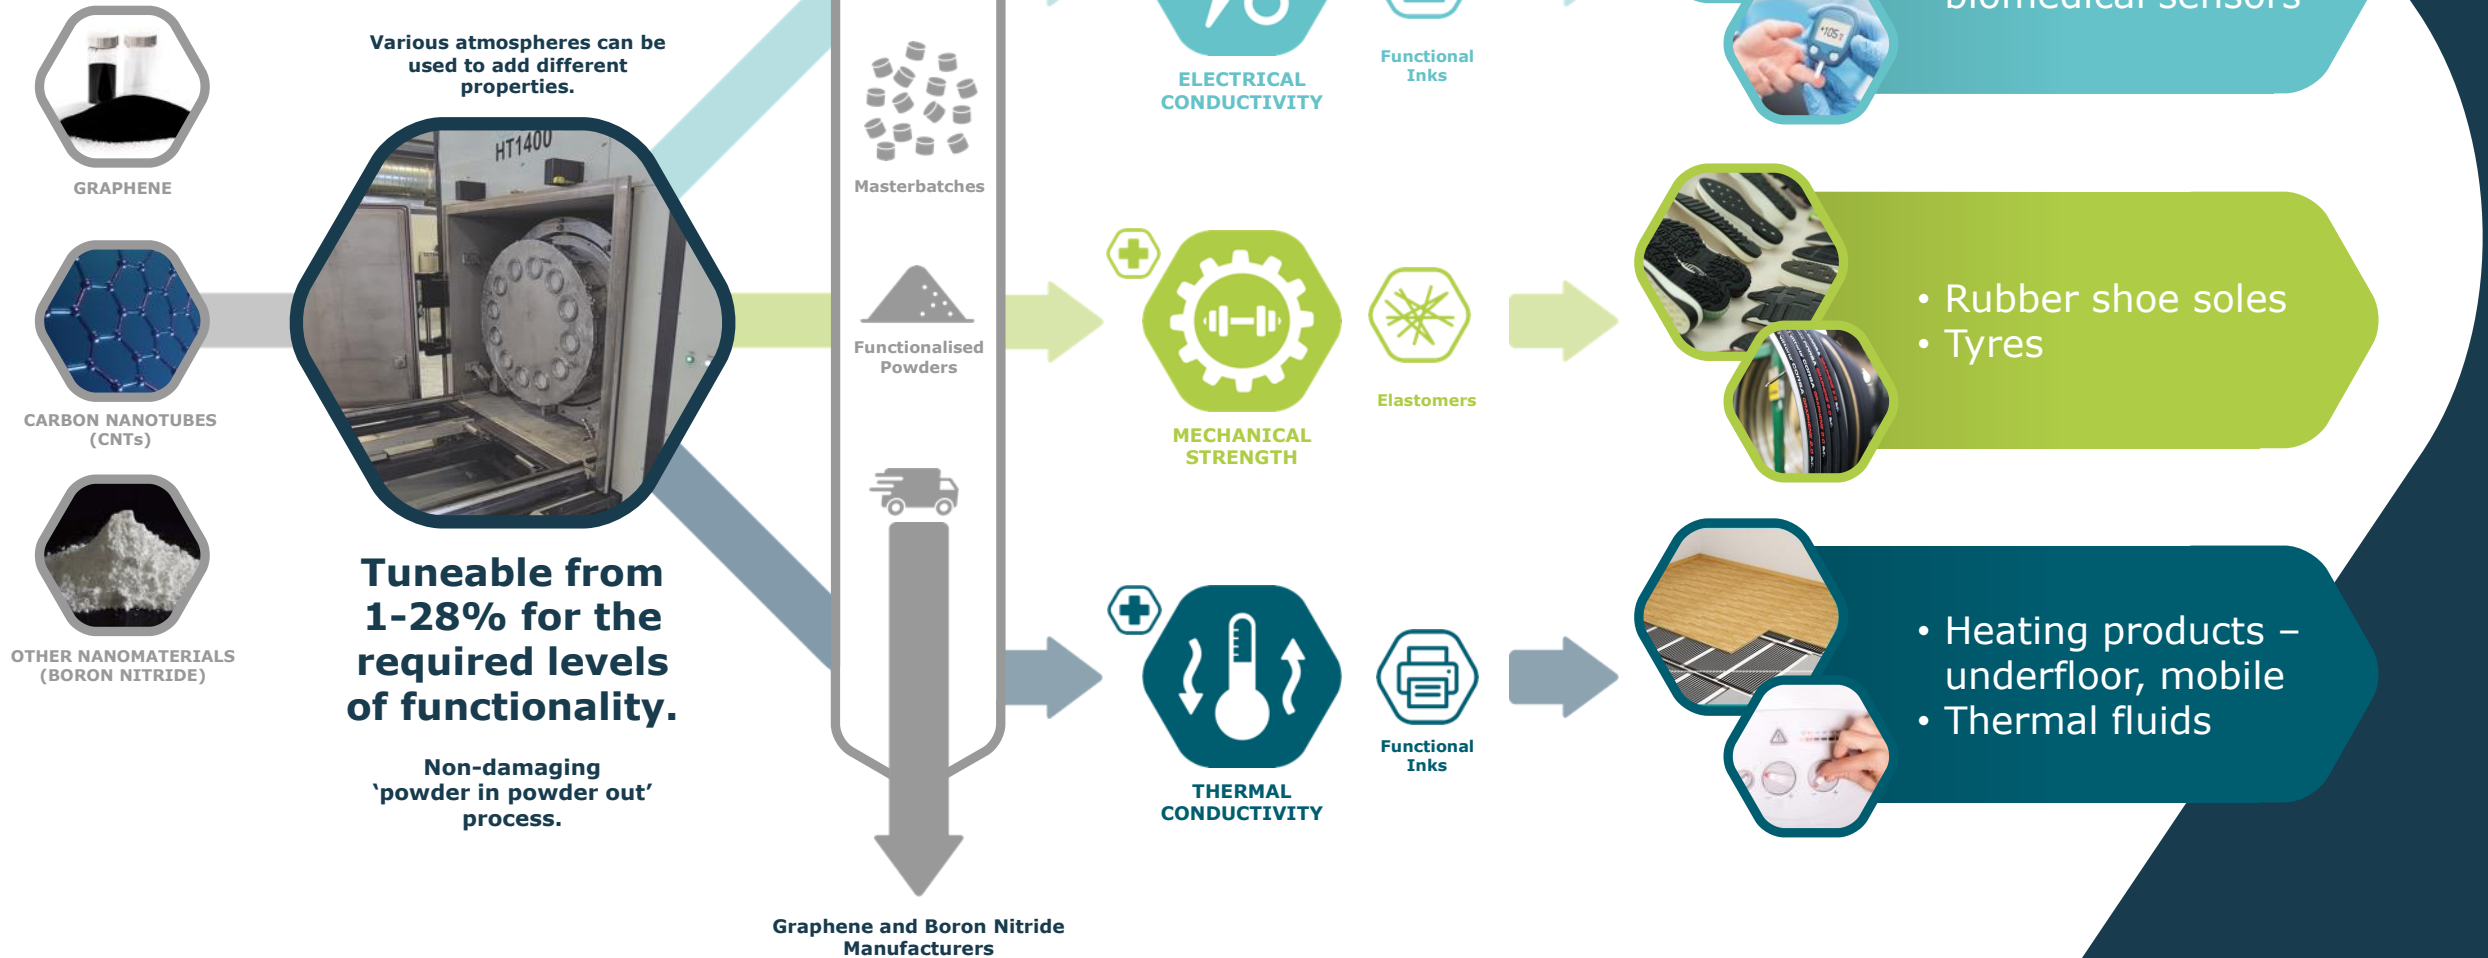 GRAPHENE
CARBON NANOTUBES
(CNTs)
OTHER NANOMATERIALS
(BORON NITRIDE)
Various atmospheres can be
used to add different
properties.
HT1400
Tuneable from
1-28% for the
required levels
of functionality.
Non-damaging
‘powder in powder out’
process.
Masterbatches
Functionalised
Powders
Graphene and Boron Nitride
Manufacturers
ELECTRICAL
CONDUCTIVITY
Functional
Inks
biomedical sensors
MECHANICAL
STRENGTH
Elastomers
• Rubber shoe soles
• Tyres
THERMAL
CONDUCTIVITY
Functional
Inks
• Heating products –
underfloor, mobile
• Thermal fluids